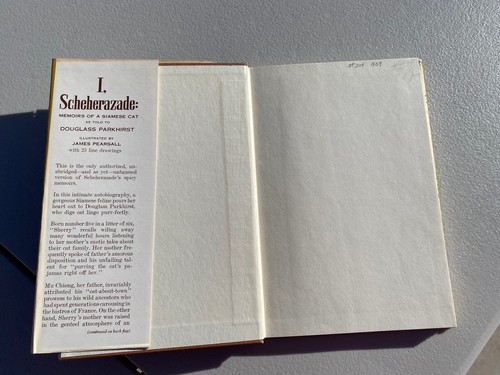 I,
Scheherazade:
MEMOIRS OF A SIAMESE CAT
AS TOLD TO
DOUGLASS PARKHIRST
ILLUSTRATED BY
JAMES PEARSALL
with 25 line drawings
This is the only authorized, un-
abridged—and as yet—unbanned
version of Scheherazade's spicy
memoirs.
In this intimate autobiography, a
gorgeous Siamese feline pours her
heart out to Douglass Parkhirst,
who digs cat lingo purr-fectly.
Born number five in a litter of six,
"Sherry" recalls wiling away
many wonderful hours listening
to her mother's exotic tales about
their cat family. Her mother fre-
quently spoke of father's amorous
disposition and his unfailing tal-
ent for "purring the cat's pa-
jamas right off her."
Mu Chieng, her father, invariably
attributed his "cat-about-town"
prowess to his wild ancestors who
had spent generations carousing in
the bistros of France. On the other
hand, Sherry's mother was raised
in the genteel atmosphere of an
(continued on back flap)